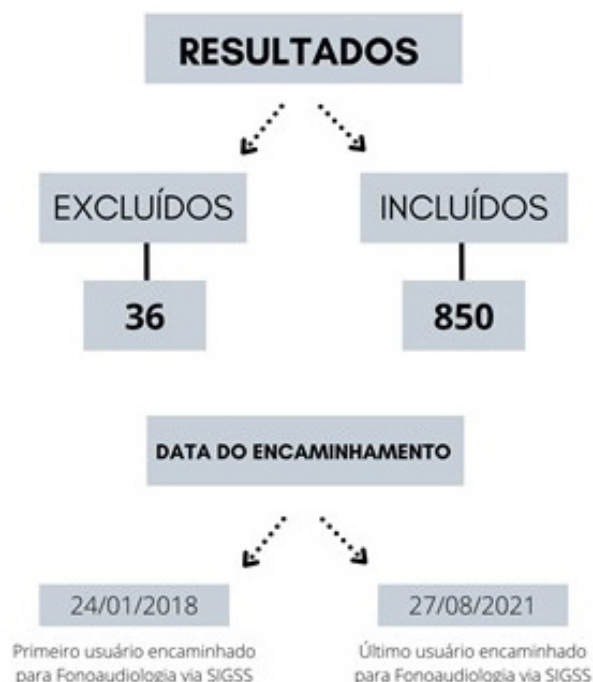 RESULTADOS
EXCLUÍDOS
INCLUÍDOS
36
850
DATA DO ENCAMINHAMENTO
24/01/2018
27/08/2021
Primeiro usuário encaminhado
para Fonoaudiologia via SIGSS
Último usuário encaminhado
para Fonoaudiologia via SIGSS